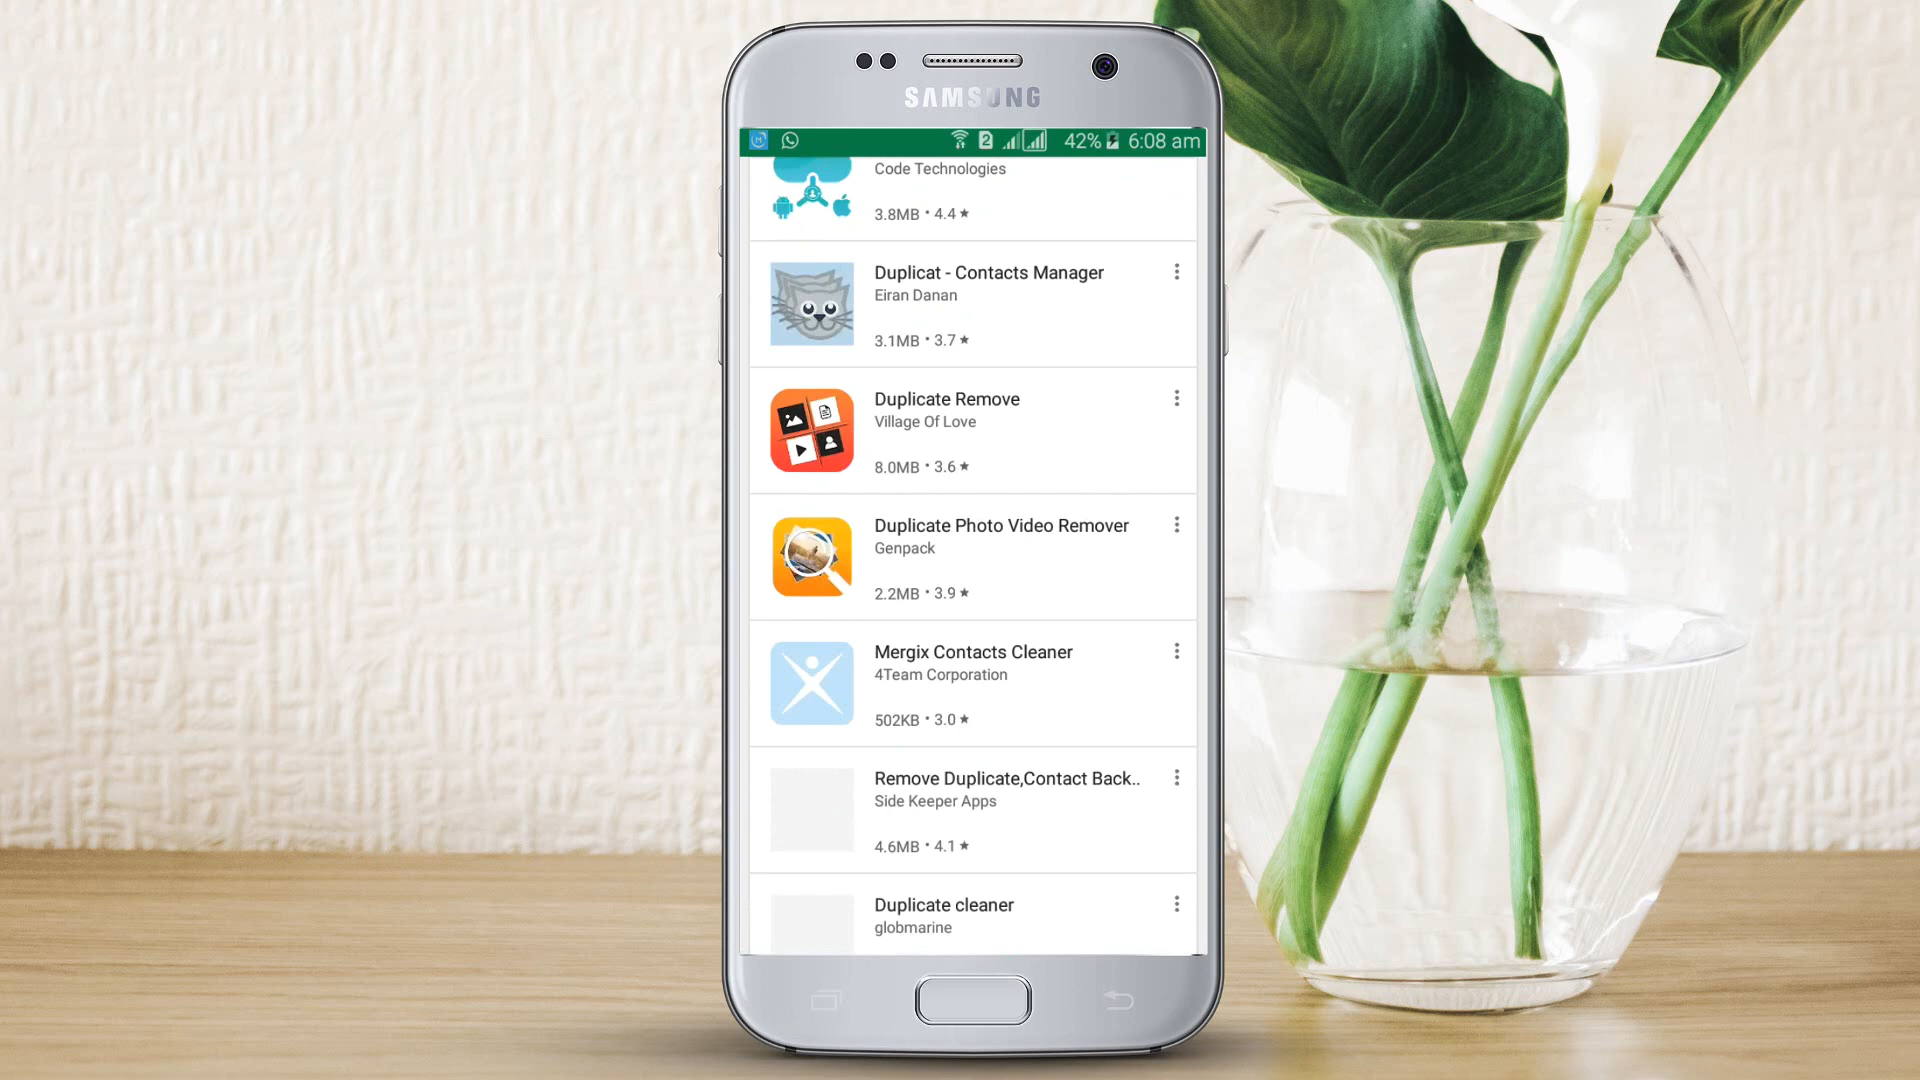 SAMSUNG
2 42% 6:08 am
Code Technologies
3.8MB • 4.4 ★
Duplicat - Contacts Manager
Eiran Danan
3.1MB • 3.7 ★
Duplicate Remove
Village Of Love
8.0MB • 3.6 ★
Duplicate Photo Video Remover
Genpack
2.2MB • 3.9 ★
Mergix Contacts Cleaner
4Team Corporation
502KB • 3.0 ★
Remove Duplicate,Contact Back..
Side Keeper Apps
4.6MB • 4.1 ★
Duplicate cleaner
globmarine